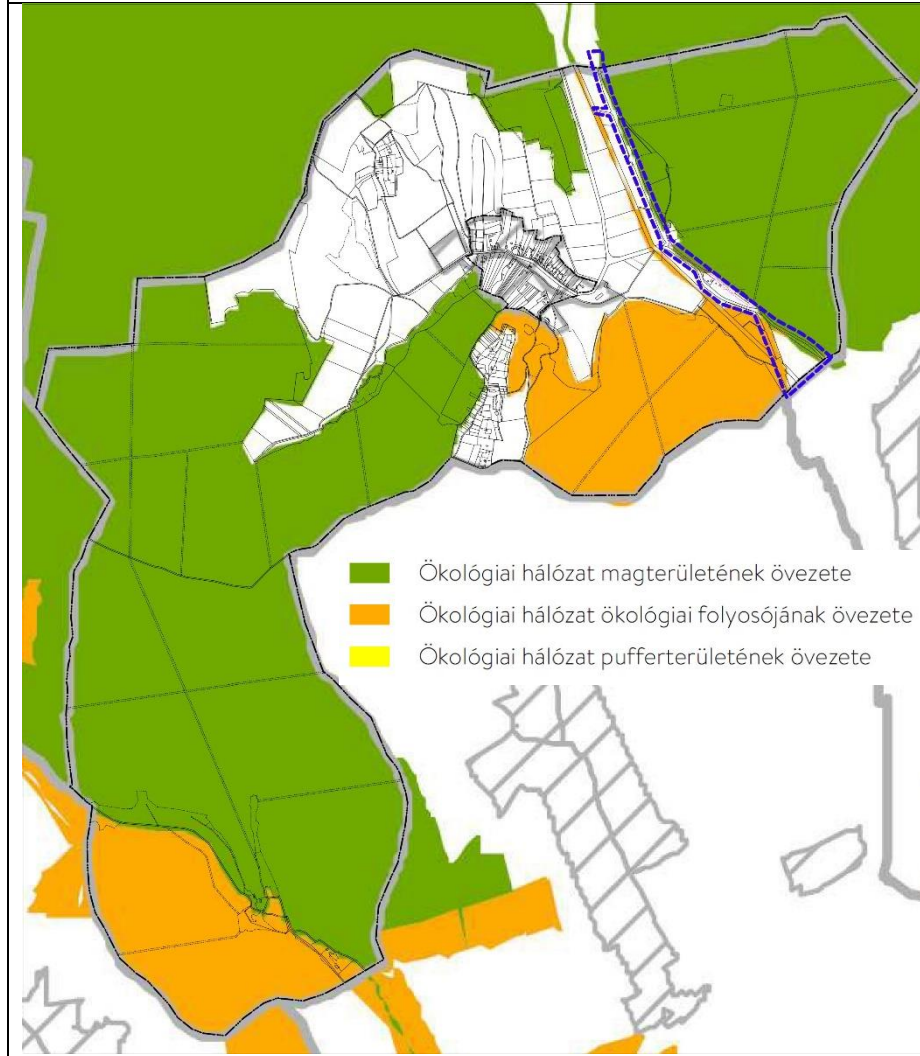 Ökológiai hálózat magterületének övezete
Ökológiai hálózat ökológiai folyosójának övezete
Ökológiai hálózat pufferterületének övezete